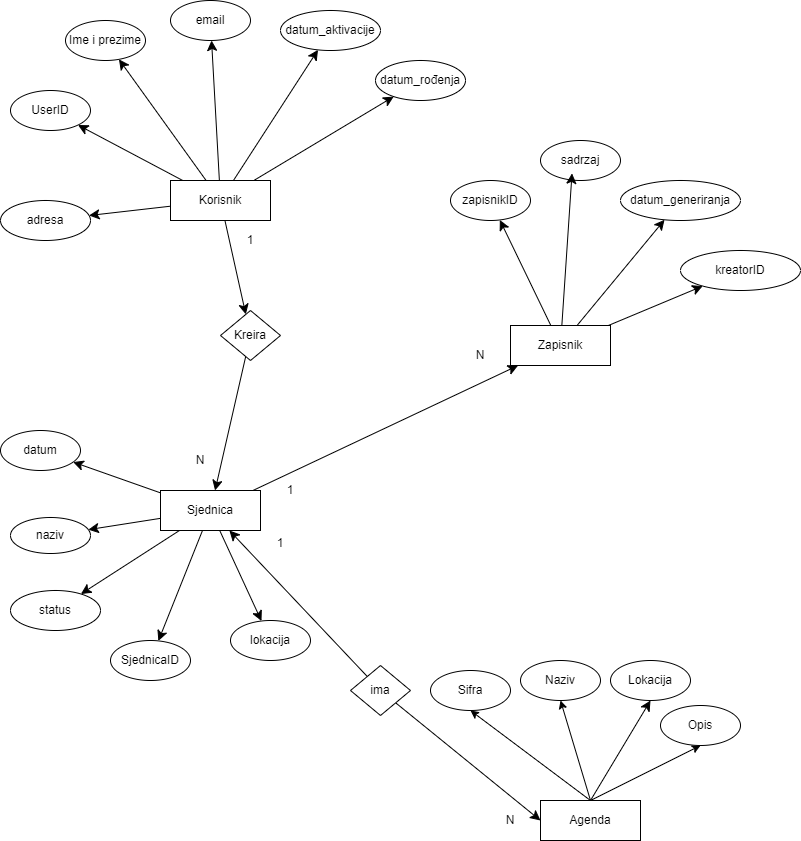 email
datum_aktivacije
Ime i prezime
datum_rođenja
UserID
adresa
Korisnik
1
Kreira
N
sadrzaj
zapisnikID
datum_generiranja
kreatorID
Zapisnik
N
1
datum
Sjednica
naziv
status
SjednicaID
lokacija
1
ima
Sifra
Naziv
Lokacija
Opis
Agenda
N